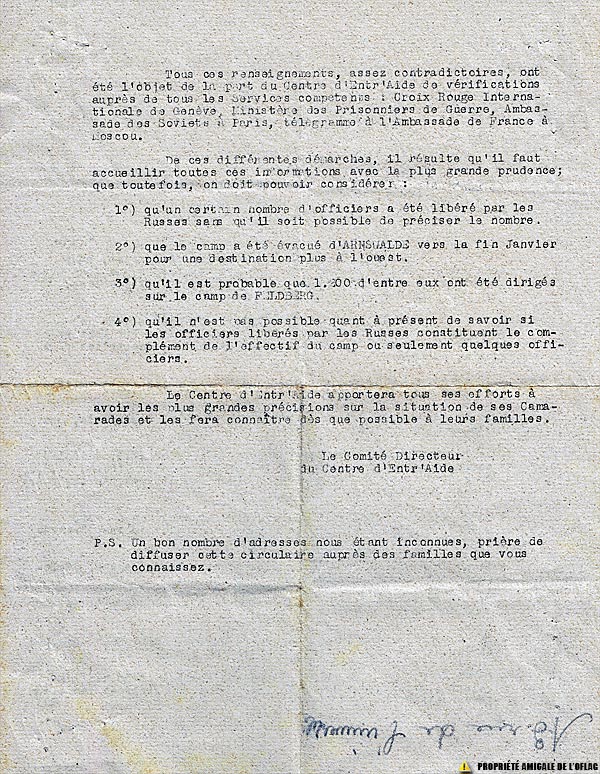 Tous ces renseignements, assez contradictoires, ont
été l'objet de la part du Centre d'Entr'Aide de vérifications
auprès de tous les Services compétents : Croix Rouge Interna-
tionale de Genève, Ministère des Prisonniers de Guerre, Ambas-
sade des Soviets à Paris, télégramme à l'Ambassade de France à
Moscou.
De ces différentes démarches, il résulte qu'il faut
accueillir toutes ces informations avec la plus grande prudence;
que toutefois, on doit pouvoir considérer :
1°) qu'un certain nombre d'officiers a été libéré par les
Russes sans qu'il soit possible de préciser le nombre.
2°) que le camp a été évacué d'ARNSWALDE vers la fin Janvier
pour une destination plus à l'ouest.
3°) qu'il est probable que d'entre eux ont été dirigés
sur le camp de FELDBERG.
4°) qu'il n'est pas possible quant à présent de savoir si
les officiers libérés par les Russes constituent le com-
plément de l'effectif du camp ou seulement quelques offi-
ciers.
Le Centre d'Entr'Aide apportera tous ses efforts à
avoir les plus grandes précisions sur la situation de ses Cama-
rades et les fera connaître dès que possible à leurs familles.
Le Comité Directeur
du Centre d'Entr'Aide
P.S. Un bon nombre d'adresses nous étant inconnues, prière de
diffuser cette circulaire auprès des familles que vous
connaissez.
rue de
PROPRIÉTÉ AMICALE DE L'OFLAC